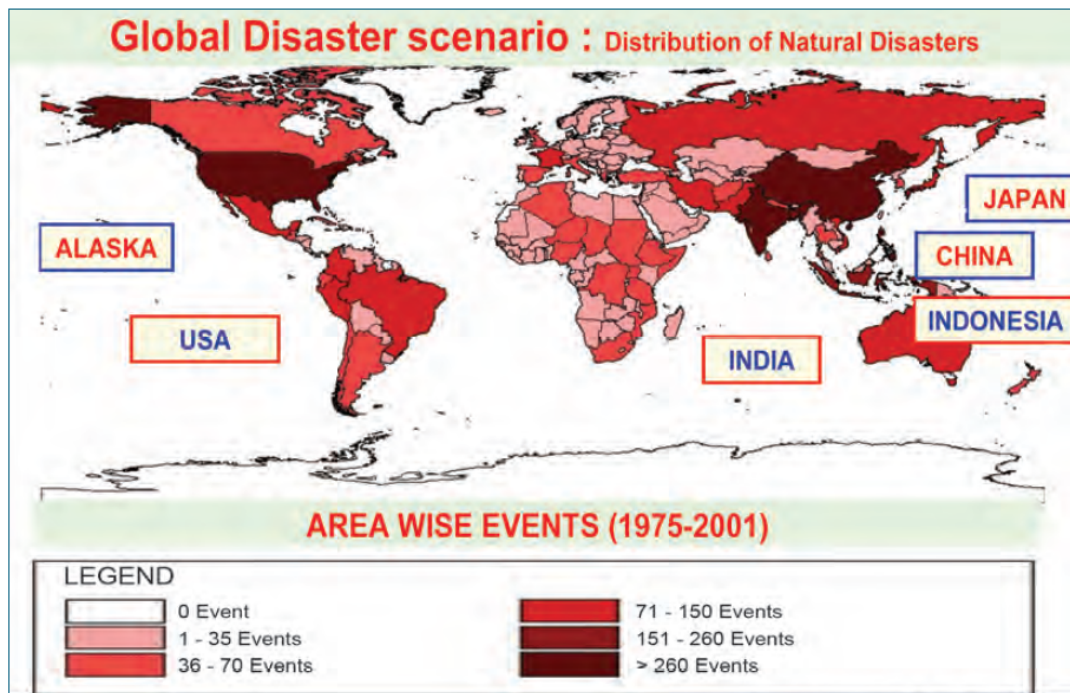 Global Disaster scenario : Distribution of Natural Disasters
JAPAN
ALASKA
CHINA
INDONESIA
USA
INDIA
AREA WISE EVENTS (1975-2001)
LEGEND
0 Event
1 - 35 Events
36 - 70 Events
71 - 150 Events
151 - 260 Events
> 260 Events